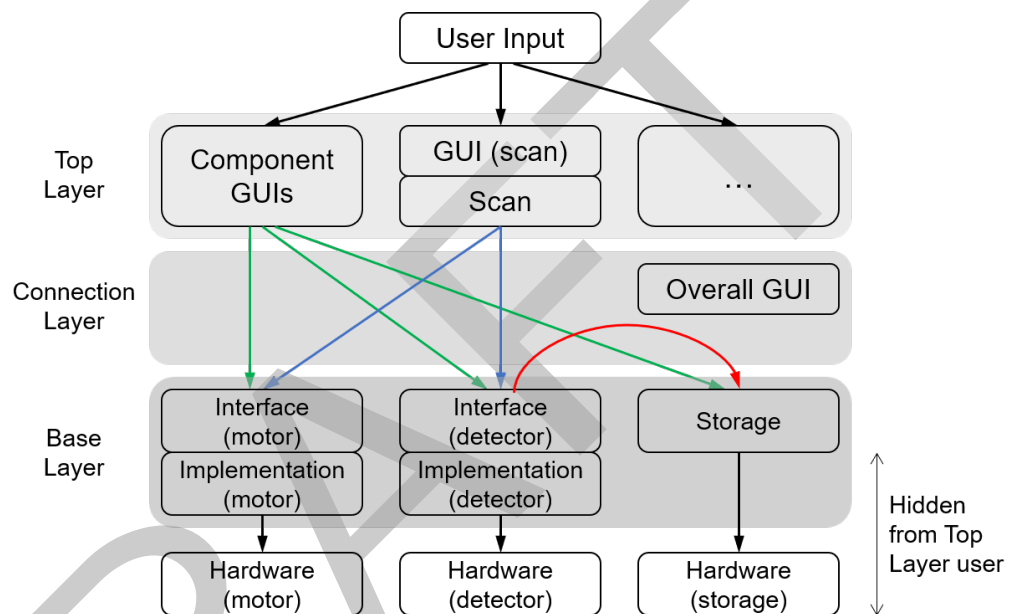 User Input
Top
Layer
Component
GUIs
GUI (scan)
Scan
...
Connection
Layer
Overall GUI
Base
Layer
Interface
(motor)
Implementation
(motor)
Interface
(detector)
Implementation
(detector)
Storage
Hardware
(motor)
Hardware
(detector)
Hardware
(storage)
Hidden
from Top
Layer user
DRAFT